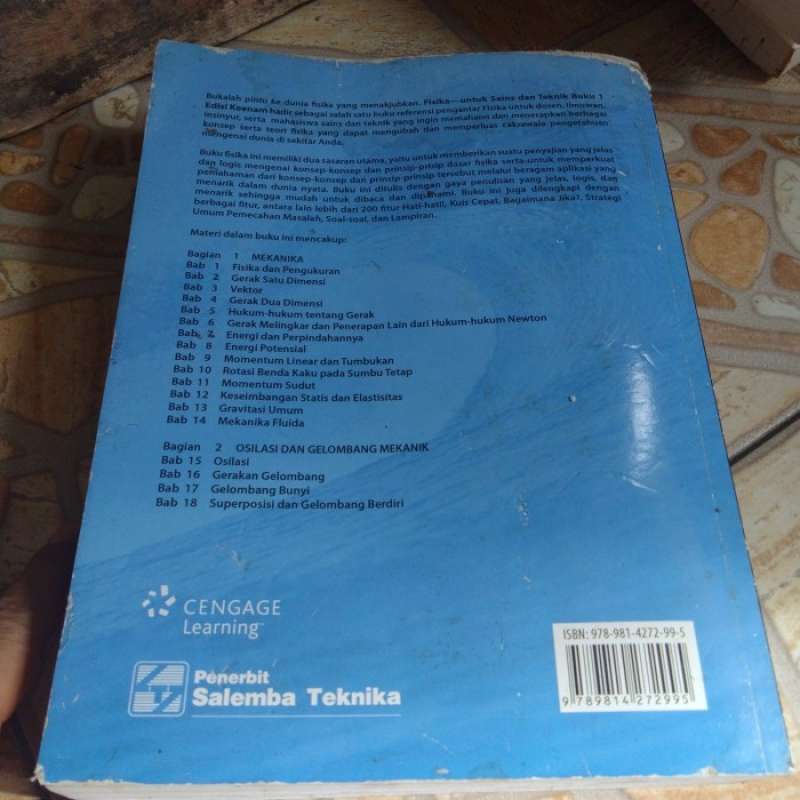 Bukalah pintu ke dunia fisika yang menakjubkan. Fisika—untuk Sains dan Teknik Buku 1
Edisi Keenam hadir sebagai salah satu buku referensi pengantar Fisika untuk dosen, ilmuwan,
insinyur, serta mahasiswa sains dan teknik yang ingin memahami dan menerapkan berbagai
konsep serta teori fisika yang dapat mengubah dan memperluas cakrawala pengetahuan
mengenai dunia di sekitar Anda.
Buku fisika ini memiliki dua sasaran utama, yaitu untuk memberikan suatu penyajian yang jelas
dan logis mengenai konsep-konsep dan prinsip-prinsip dasar fisika serta untuk memperkuat
pemahaman dari konsep-konsep dan prinsip-prinsip tersebut melalui beragam aplikasi yang
menarik dalam dunia nyata. Buku ini ditulis dengan gaya penulisan yang jelas, logis, dan
menarik sehingga mudah untuk dibaca dan dipahami. Buku ini juga dilengkapi dengan
berbagai fitur, antara lain lebih dari 200 fitur Hati-hati!, Kuis Cepat, Bagaimana Jika?, Strategi
Umum Pemecahan Masalah, Soal-soal, dan Lampiran.
Materi dalam buku ini mencakup:
Bagian 1 MEKANIKA
Bab 1 Fisika dan Pengukuran
Bab 2 Gerak Satu Dimensi
Bab 3 Vektor
Bab 4 Gerak Dua Dimensi
Bab 5 Hukum-hukum tentang Gerak
Bab 6 Gerak Melingkar dan Penerapan Lain dari Hukum-hukum Newton
Bab 7 Energi dan Perpindahannya
Bab 8 Energi Potensial
Bab 9 Momentum Linear dan Tumbukan
Bab 10 Rotasi Benda Kaku pada Sumbu Tetap
Bab 11 Momentum Sudut
Bab 12 Keseimbangan Statis dan Elastisitas
Bab 13 Gravitasi Umum
Bab 14 Mekanika Fluida
Bagian 2 OSILASI DAN GELOMBANG MEKANIK
Bab 15 Osilasi
Bab 16 Gerakan Gelombang
Bab 17 Gelombang Bunyi
Bab 18 Superposisi dan Gelombang Berdiri
CENGAGE
Learning™
Penerbit
Salemba Teknika
ISBN: 978-981-4272-99-5
9 789814 272995